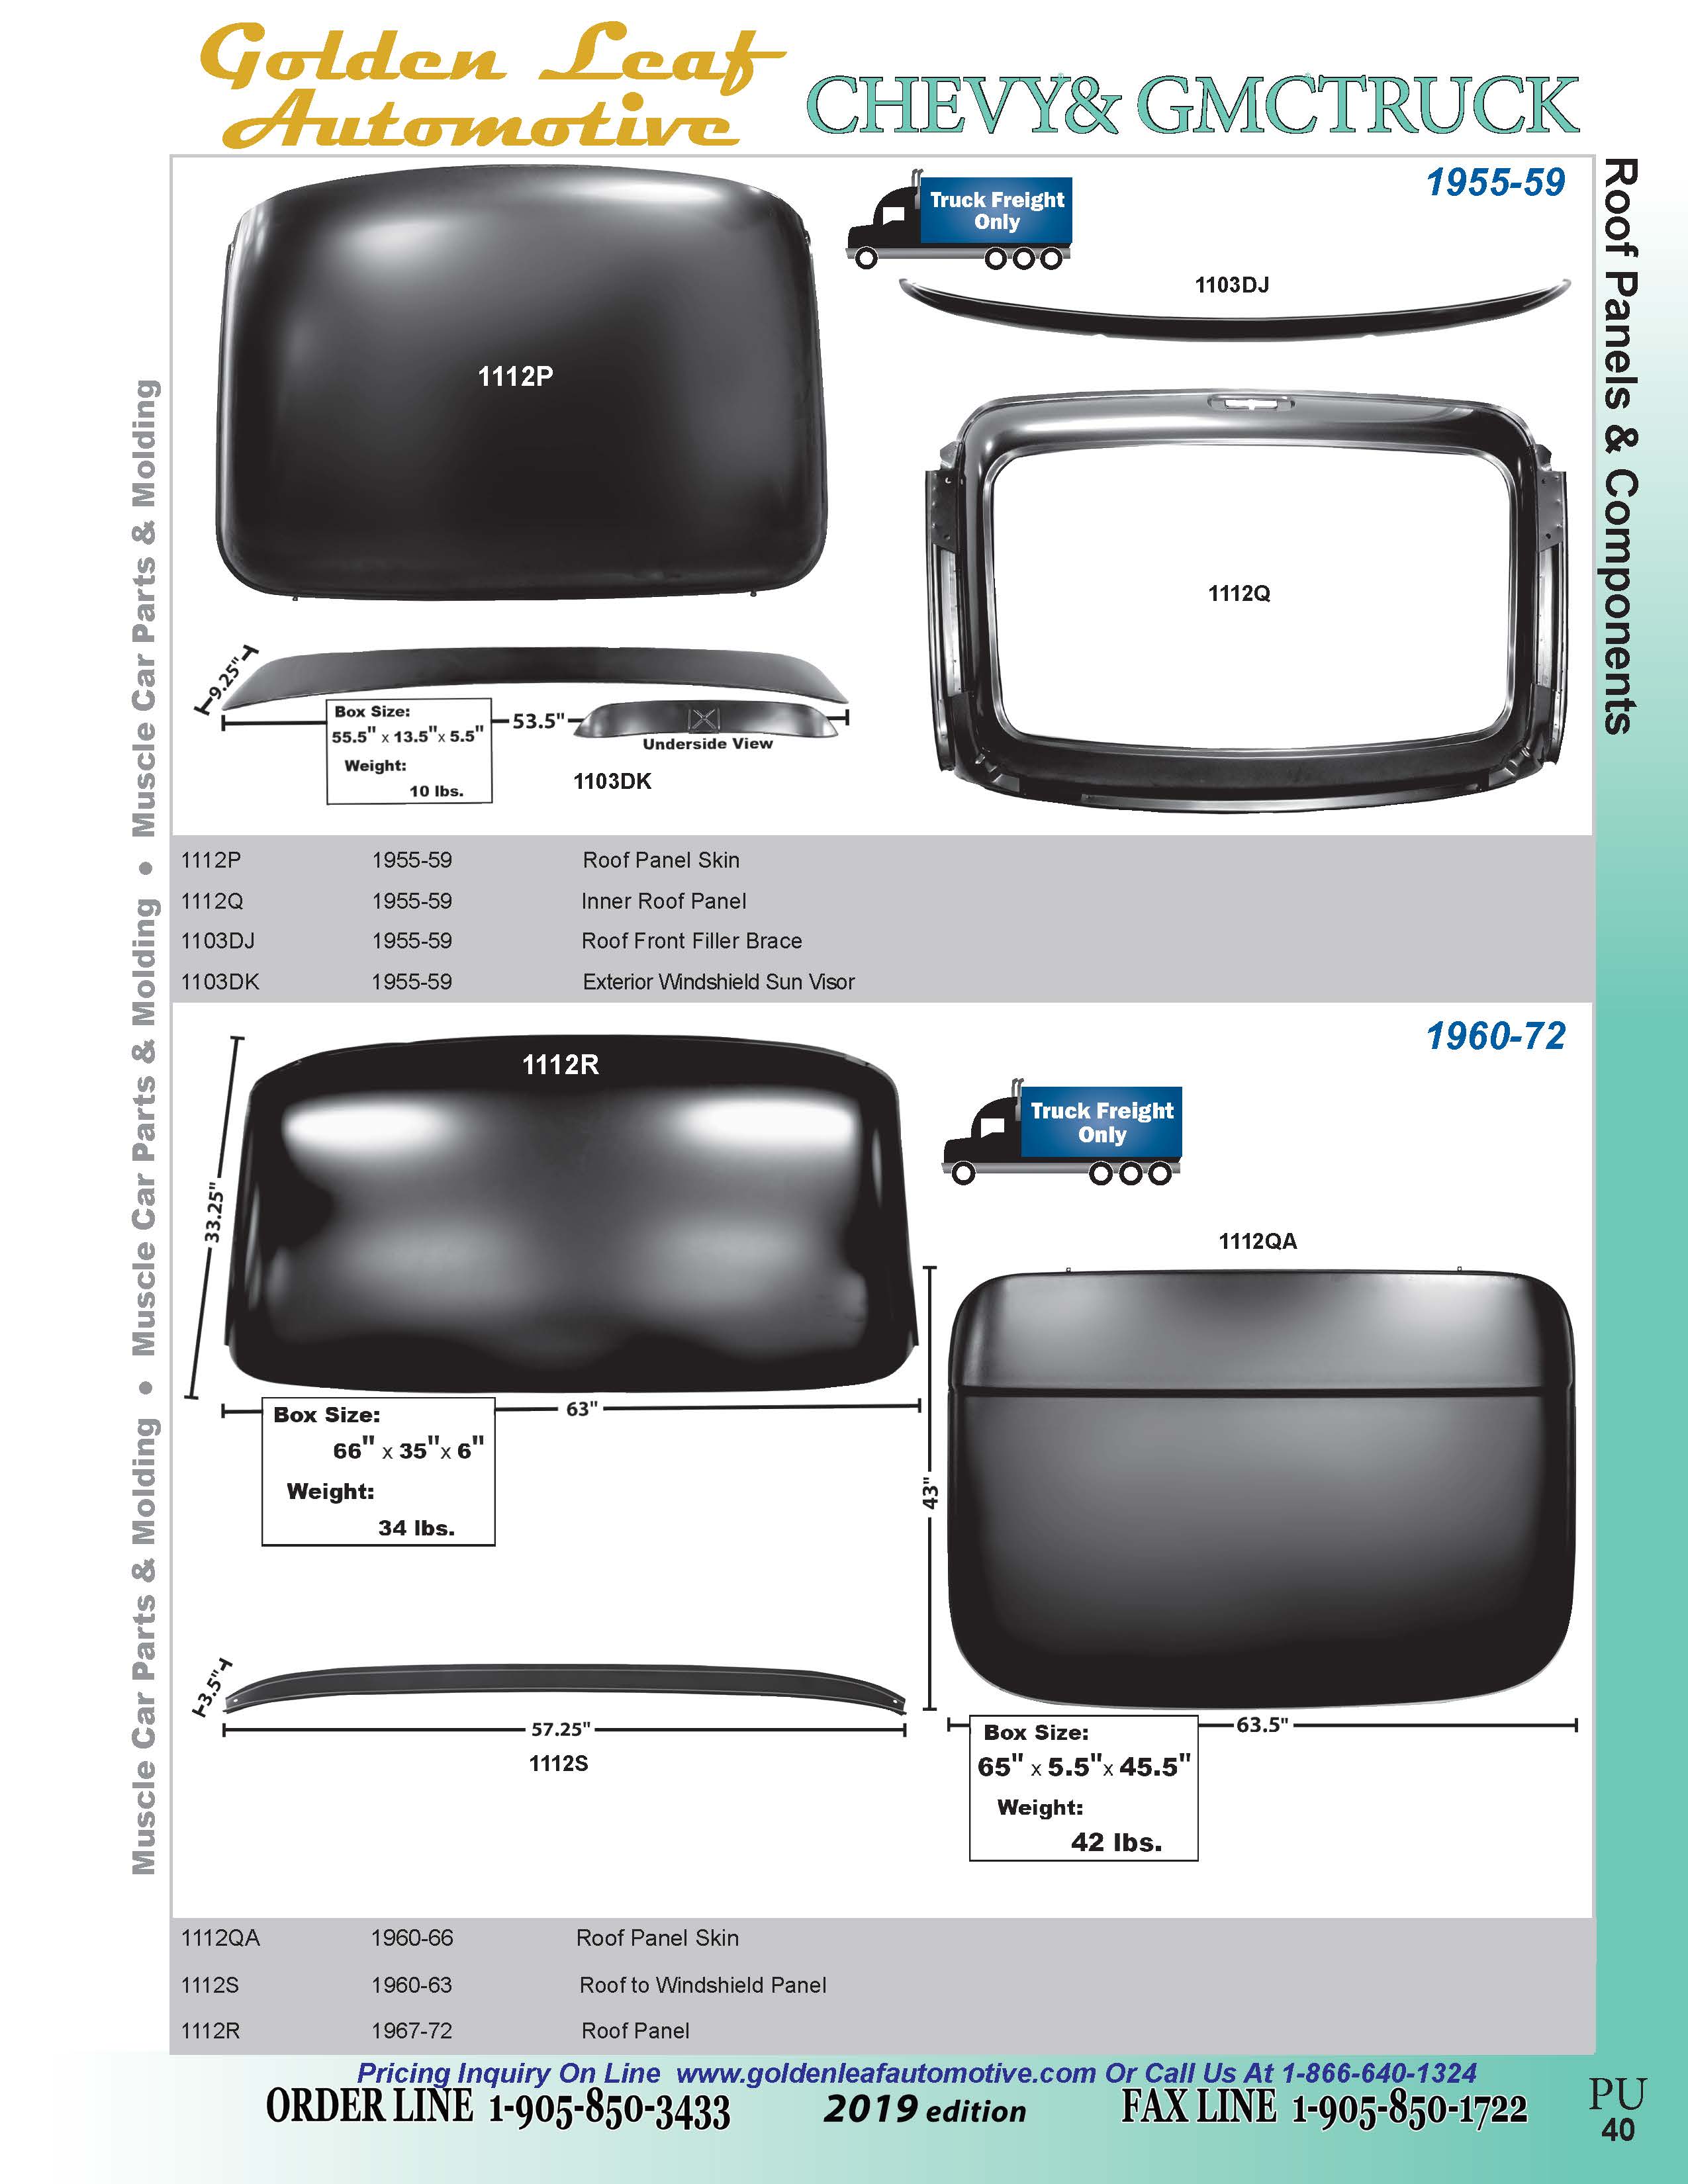 Golden Leaf
Automotive
CHEVY& GMCTRUCK
1955-59
Truck Freight
Only
1103DJ
1112P
1112Q
9.25"
53.5"
Box Size:
55.5" x 13.5"x 5.5"
Weight:
10 lbs.
Underside View
1103DK
1112P 1955-59 Roof Panel Skin
1112Q 1955-59 Inner Roof Panel
1103DJ 1955-59 Roof Front Filler Brace
1103DK 1955-59 Exterior Windshield Sun Visor
1960-72
1112R
Truck Freight
Only
33.25"
63"
Box Size:
66" x 35"x 6"
Weight:
34 lbs.
1112QA
43"
63.5"
Box Size:
65" x 5.5"x 45.5"
Weight:
42 lbs.
3.5"
57.25"
1112S
1112QA 1960-66 Roof Panel Skin
1112S 1960-63 Roof to Windshield Panel
1112R 1967-72 Roof Panel
Pricing Inquiry On Line www.goldenleafautomotive.com Or Call Us At 1-866-640-1324
ORDER LINE 1-905-850-3433 2019 edition FAX LINE 1-905-850-1722
PU
40
Roof Panels & Components
Muscle Car Parts & Molding • Muscle Car Parts & Molding • Muscle Car Parts & Molding